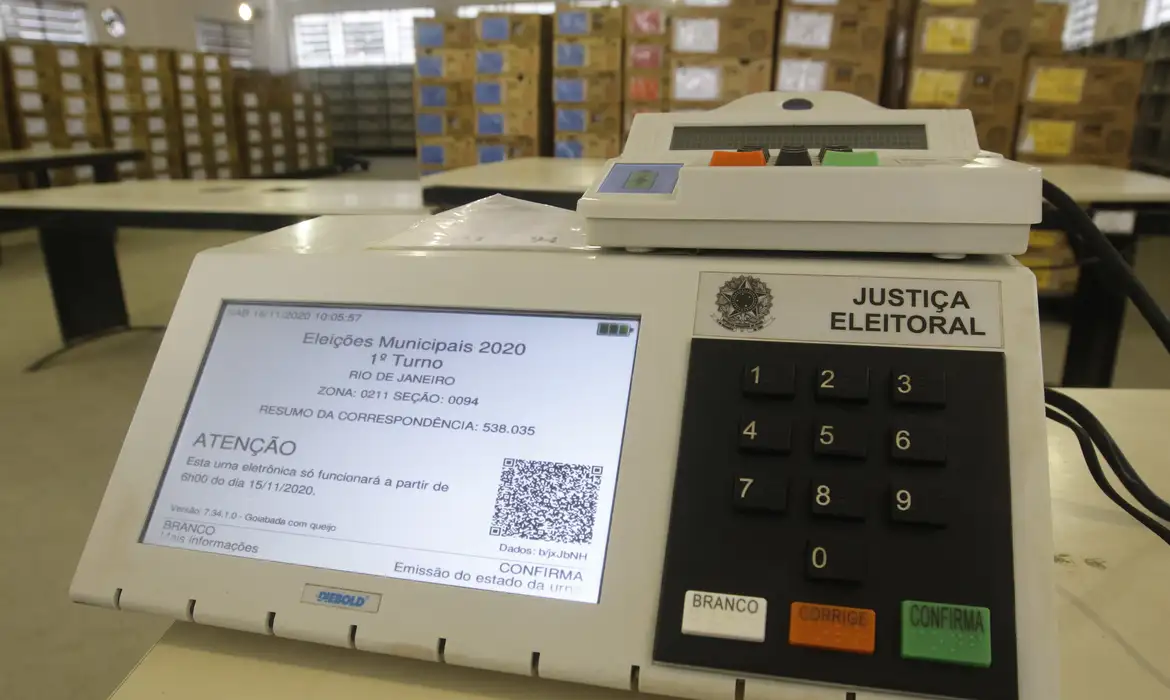 SAB 14/11/2020 10:05:57
Eleições Municipais 2020
1º Turno
RIO DE JANEIRO
ZONA: 0211 SEÇÃO: 0094
RESUMO DA CORRESPONDÊNCIA: 538.035
ATENÇÃO
Esta urna eletrônica só funcionará a partir de
6h00 do dia 15/11/2020.
Versão: 7.34.1.0 - Goiabada com queijo
BRANCO
Mais informações
Dados: b/jxJbNH
CONFIRMA
Emissão do estado da urna
DIEBOLD
JUSTIÇA
ELEITORAL
1 2 3
4 5 6
7 8 9
0
BRANCO CORRIGE CONFIRMA